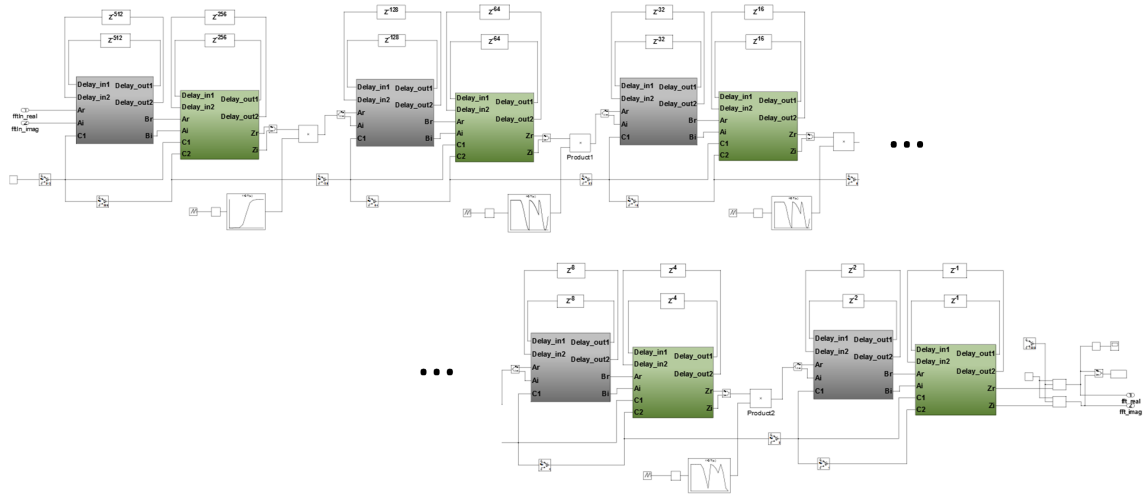 Z-512
Z-512
Delay_in1
Delay_out1
Delay_in2
Delay_out2
Ar
Br
Ai
Bi
C1
fftIn_real
fftIn_imag
Z-256
Z-256
Delay_in1
Delay_out1
Delay_in2
Delay_out2
Ar
Zr
Ai
C1
Zi
C2
Z-128
Z-128
Delay_in1
Delay_out1
Delay_in2
Delay_out2
Ar
Br
Ai
Bi
C1
Z-64
Z-64
Delay_in1
Delay_out1
Delay_in2
Delay_out2
Ar
Zr
Ai
C1
Zi
C2
Product1
Z-32
Z-32
Delay_in1
Delay_out1
Delay_in2
Delay_out2
Ar
Br
Ai
Bi
C1
Z-16
Z-16
Delay_in1
Delay_out1
Delay_in2
Delay_out2
Ar
Zr
Ai
C1
Zi
C2
Z-8
Z-8
Delay_in1
Delay_out1
Delay_in2
Delay_out2
Ar
Br
Ai
Bi
C1
Z-4
Z-4
Delay_in1
Delay_out1
Delay_in2
Delay_out2
Ar
Zr
Ai
C1
Zi
C2
Product2
Z-2
Z-2
Delay_in1
Delay_out1
Delay_in2
Delay_out2
Ar
Br
Ai
Bi
C1
Z-1
Z-1
Delay_in1
Delay_out1
Delay_in2
Delay_out2
Ar
Zr
Ai
C1
Zi
C2
fft_real
fft_imag